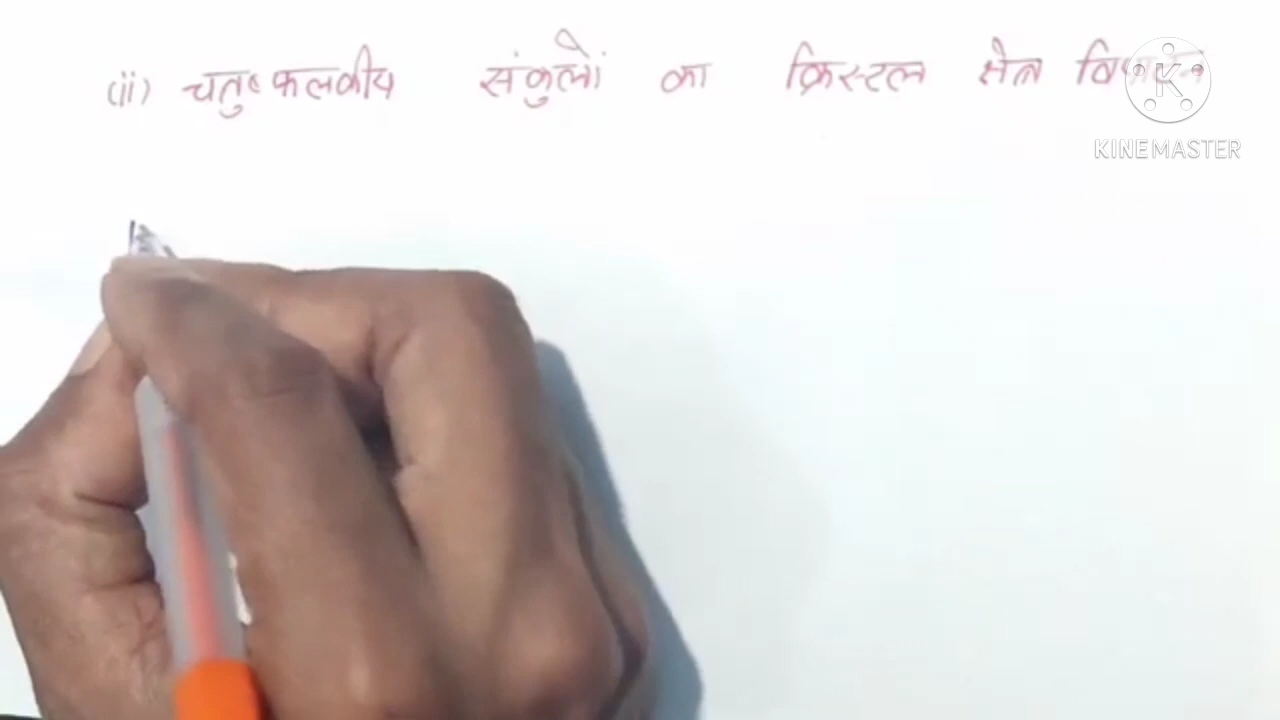 (ii) चतुष्फलकीय संकुलों का क्रिस्टल क्षेत्र
KINEMASTER